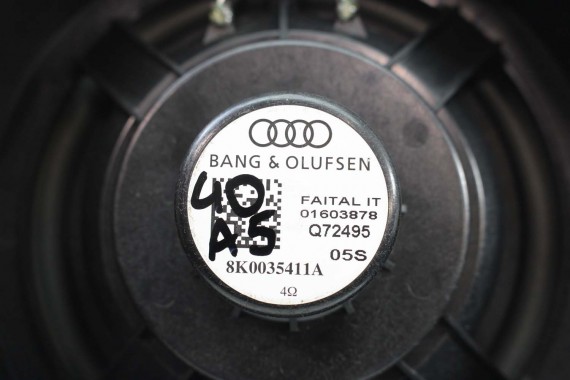 BANG & OLUFSEN
40
A5
FAITAL IT
01603878
Q72495
05S
8K0035411A
4Ω